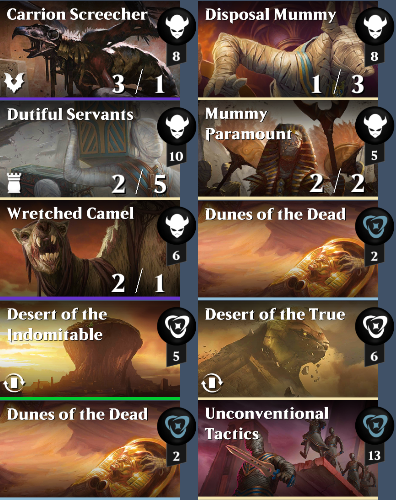 Carrion Screecher
8
3 / 1
Disposal Mummy
8
1 / 3
Dutiful Servants
10
2 / 5
Mummy
Paramount
5
2 / 2
Wretched Camel
6
2 / 1
Dunes of the Dead
2
Desert of the
Indomitable
5
Desert of the True
6
Dunes of the Dead
2
Unconventional
Tactics
13